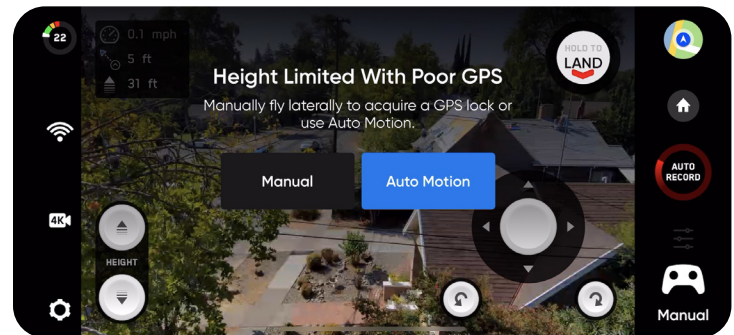 22
0.1 mph
5 ft
31 ft
Height Limited With Poor GPS
Manually fly laterally to acquire a GPS lock or
use Auto Motion.
Manual
Auto Motion
HOLD TO
LAND
AUTO
RECORD
4K
HEIGHT
Manual